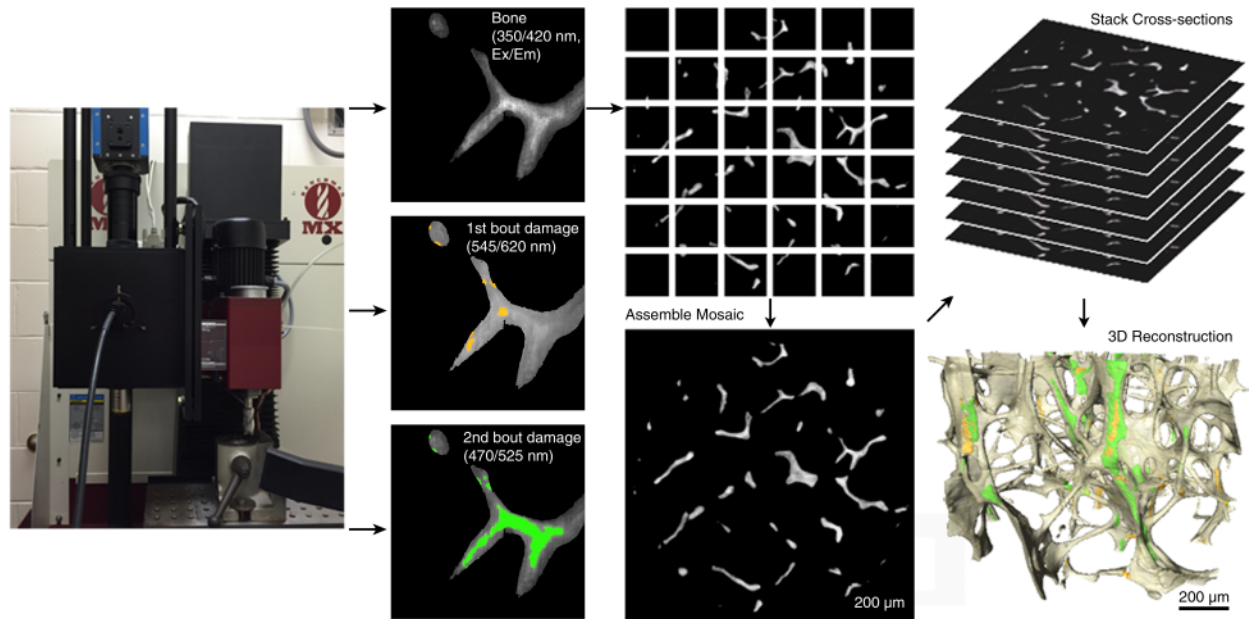 Bone
(350/420 nm,
Ex/Em)
1st bout damage
(545/620 nm)
2nd bout damage
(470/525 nm)
Assemble Mosaic
200 µm
Stack Cross-sections
3D Reconstruction
200 µm
MX